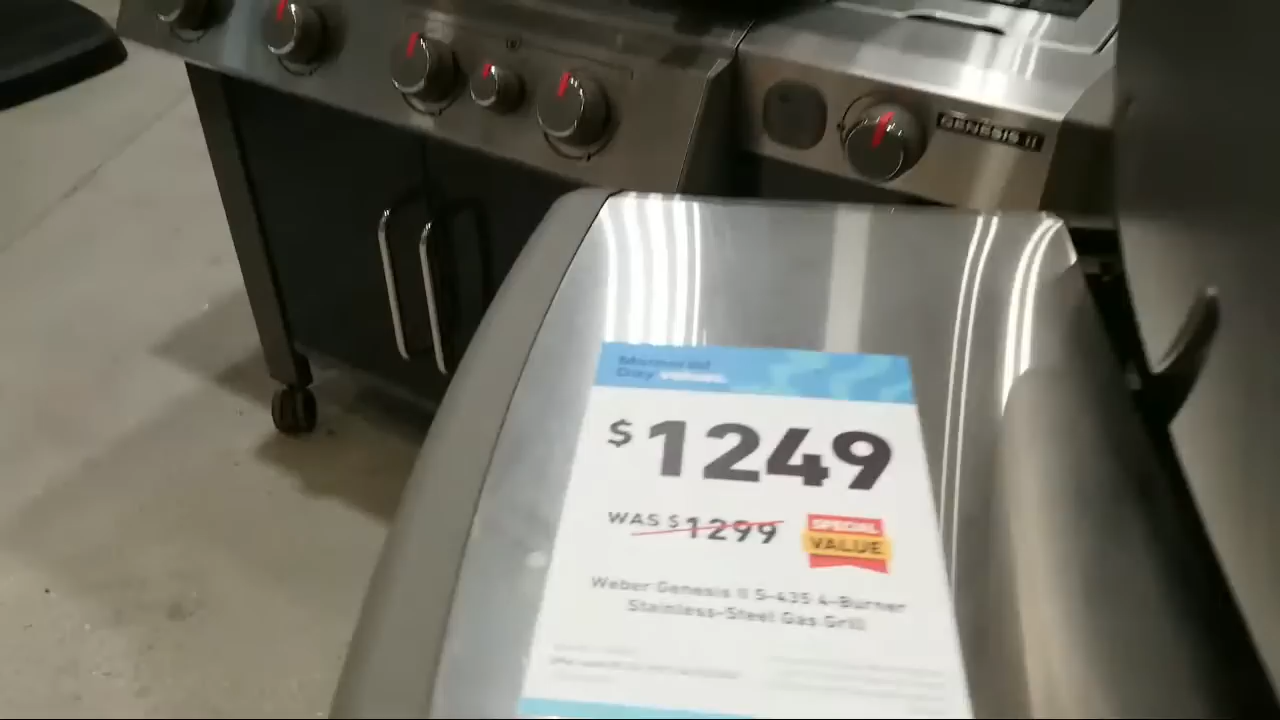 GENESIS II
Memorial
Day
$1249
WAS $1299
SPECIAL
VALUE
Weber Genesis II S-435 4-Burner
Stainless-Steel Gas Grill